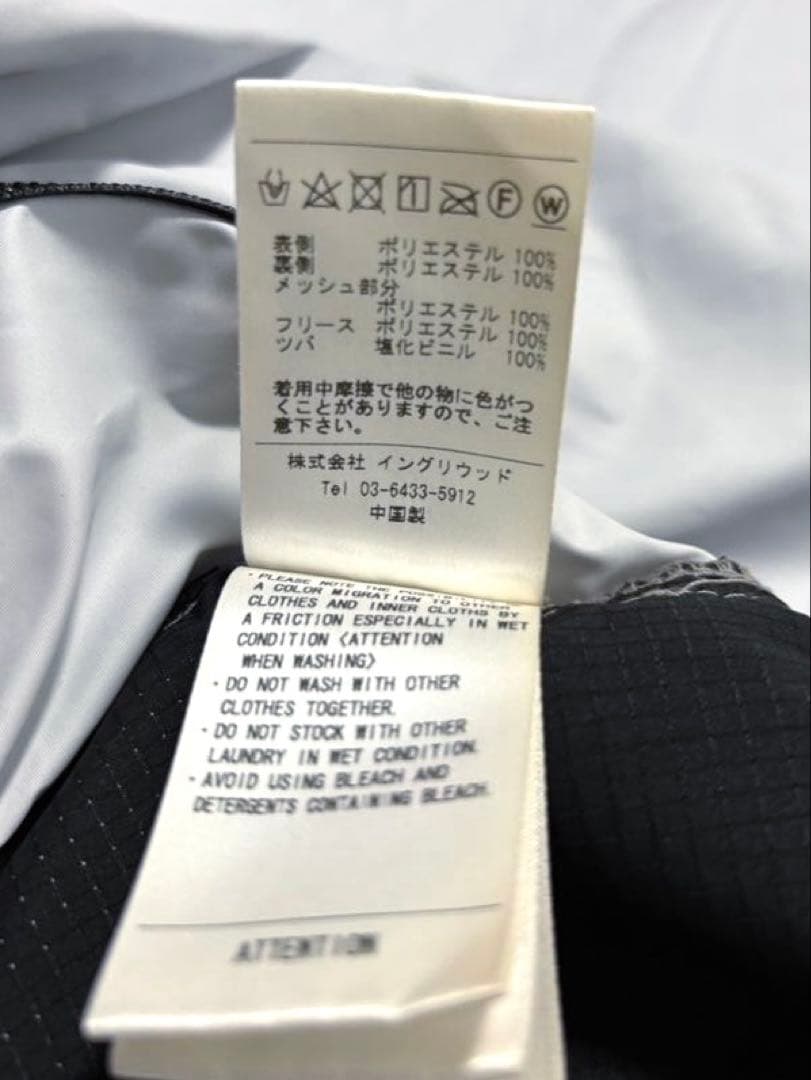 F W
表側 ポリエステル 100%
裏側 ポリエステル 100%
メッシュ部分
ポリエステル 100%
フリース ポリエステル 100%
ツバ 塩化ビニル 100%
着用中摩擦で他の物に色がつ
くことがありますので、ご注
意下さい。
株式会社 イングリウッド
Tel 03-6433-5912
中国製
・PLEASE NOTE THE
A COLOR MIGRATION TO OTHER
CLOTHES AND INNER CLOTHS BY
A FRICTION ESPECIALLY IN WET
CONDITION (ATTENTION
WHEN WASHING)
・DO NOT WASH WITH OTHER
CLOTHES TOGETHER.
・DO NOT STOCK WITH OTHER
LAUNDRY IN WET CONDITION.
・AVOID USING BLEACH AND
DETERGENTS CONTAINING BLEACH.
ATTENTION